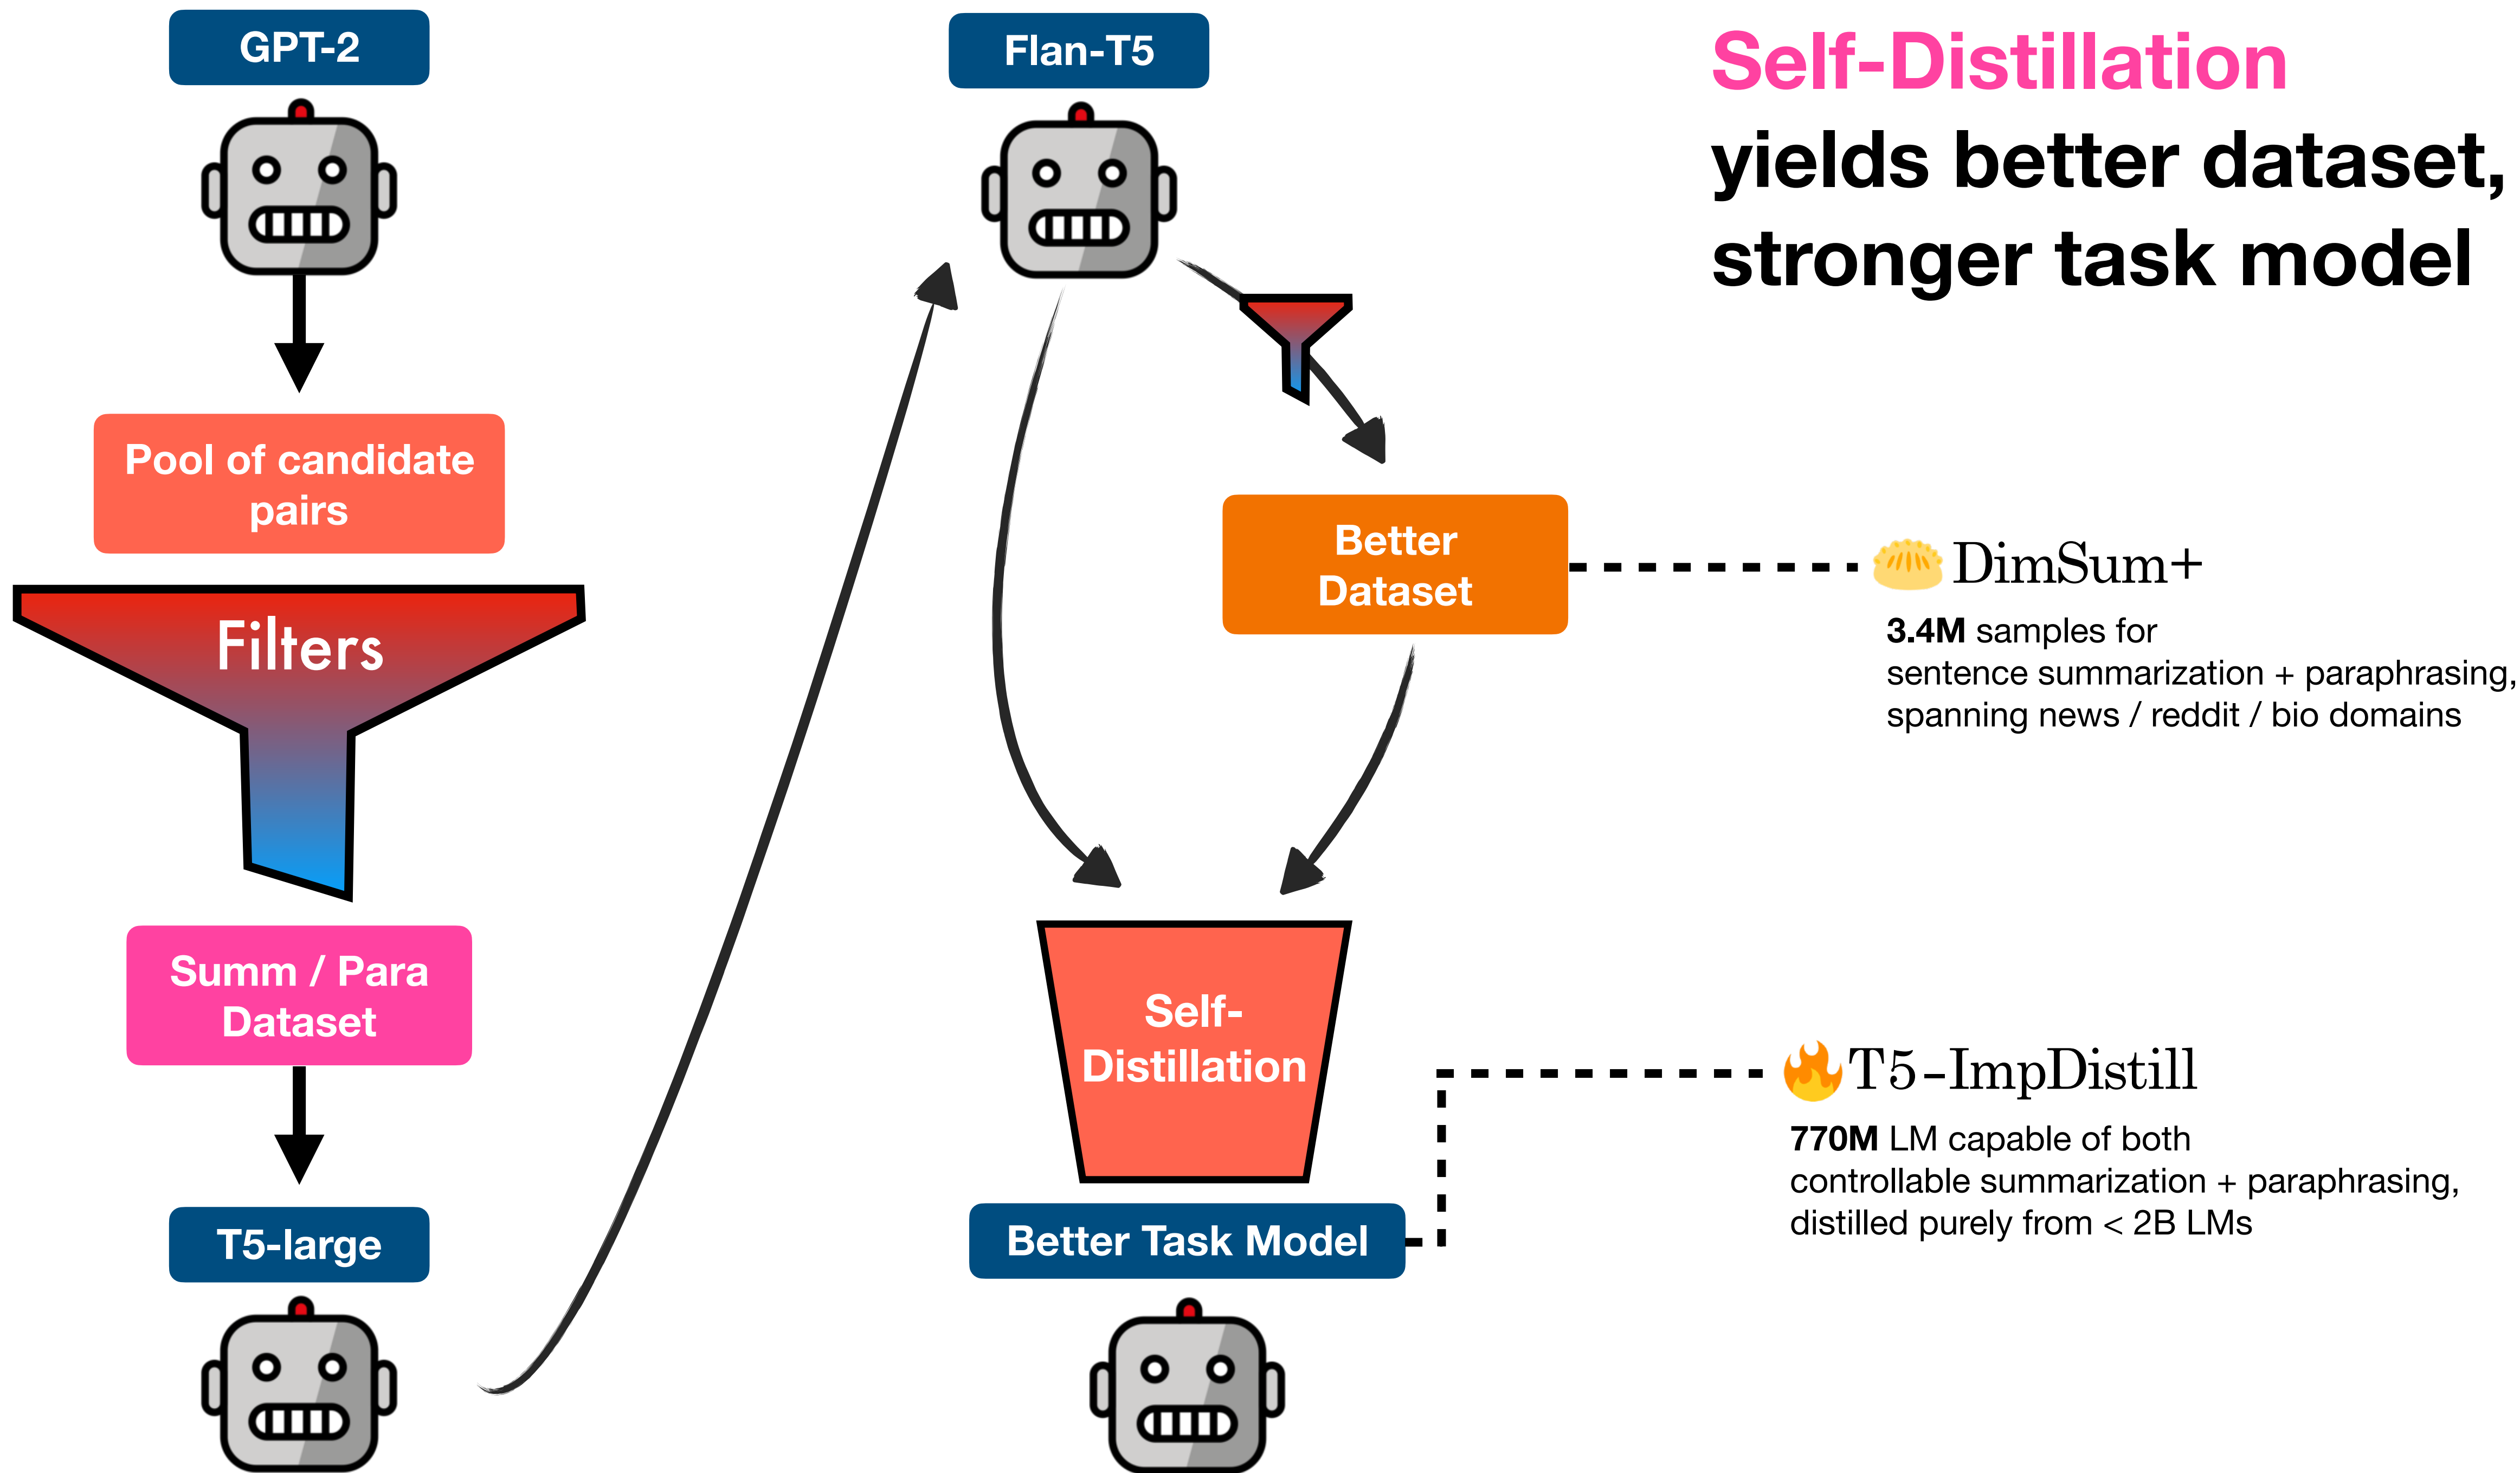 GPT-2
Pool of candidate
pairs
Filters
Summ / Para
Dataset
T5-large
Flan-T5
Better
Dataset
Self-
Distillation
Better Task Model
Self-Distillation
yields better dataset,
stronger task model
DimSum+
3.4M samples for
sentence summarization + paraphrasing,
spanning news / reddit / bio domains
T5-ImpDistill
770M LM capable of both
controllable summarization + paraphrasing,
distilled purely from < 2B LMs